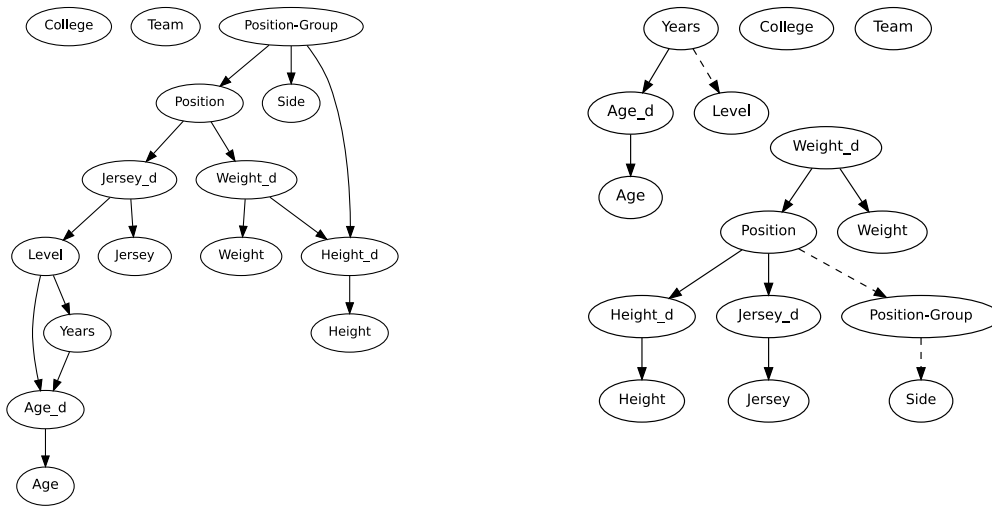 College
Team
Position-Group
Position
Side
Jersey_d
Weight_d
Level
Jersey
Weight
Height_d
Years
Height
Age_d
Age
Years
College
Team
Age_d
Level
Weight_d
Age
Position
Weight
Height_d
Jersey_d
Position-Group
Height
Jersey
Side